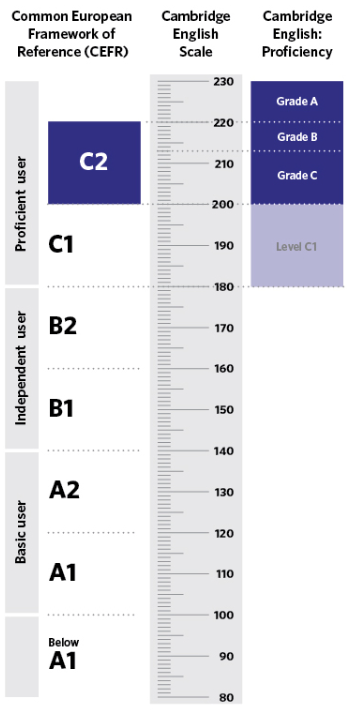 Common European
Framework of
Reference (CEFR)
Cambridge
English
Scale
Cambridge
English:
Proficiency
Proficient user
Independent user
Basic user
C2
C1
B2
B1
A2
A1
Below
A1
230
220
210
200
190
180
170
160
150
140
130
120
110
100
90
80
Grade A
Grade B
Grade C
Level C1